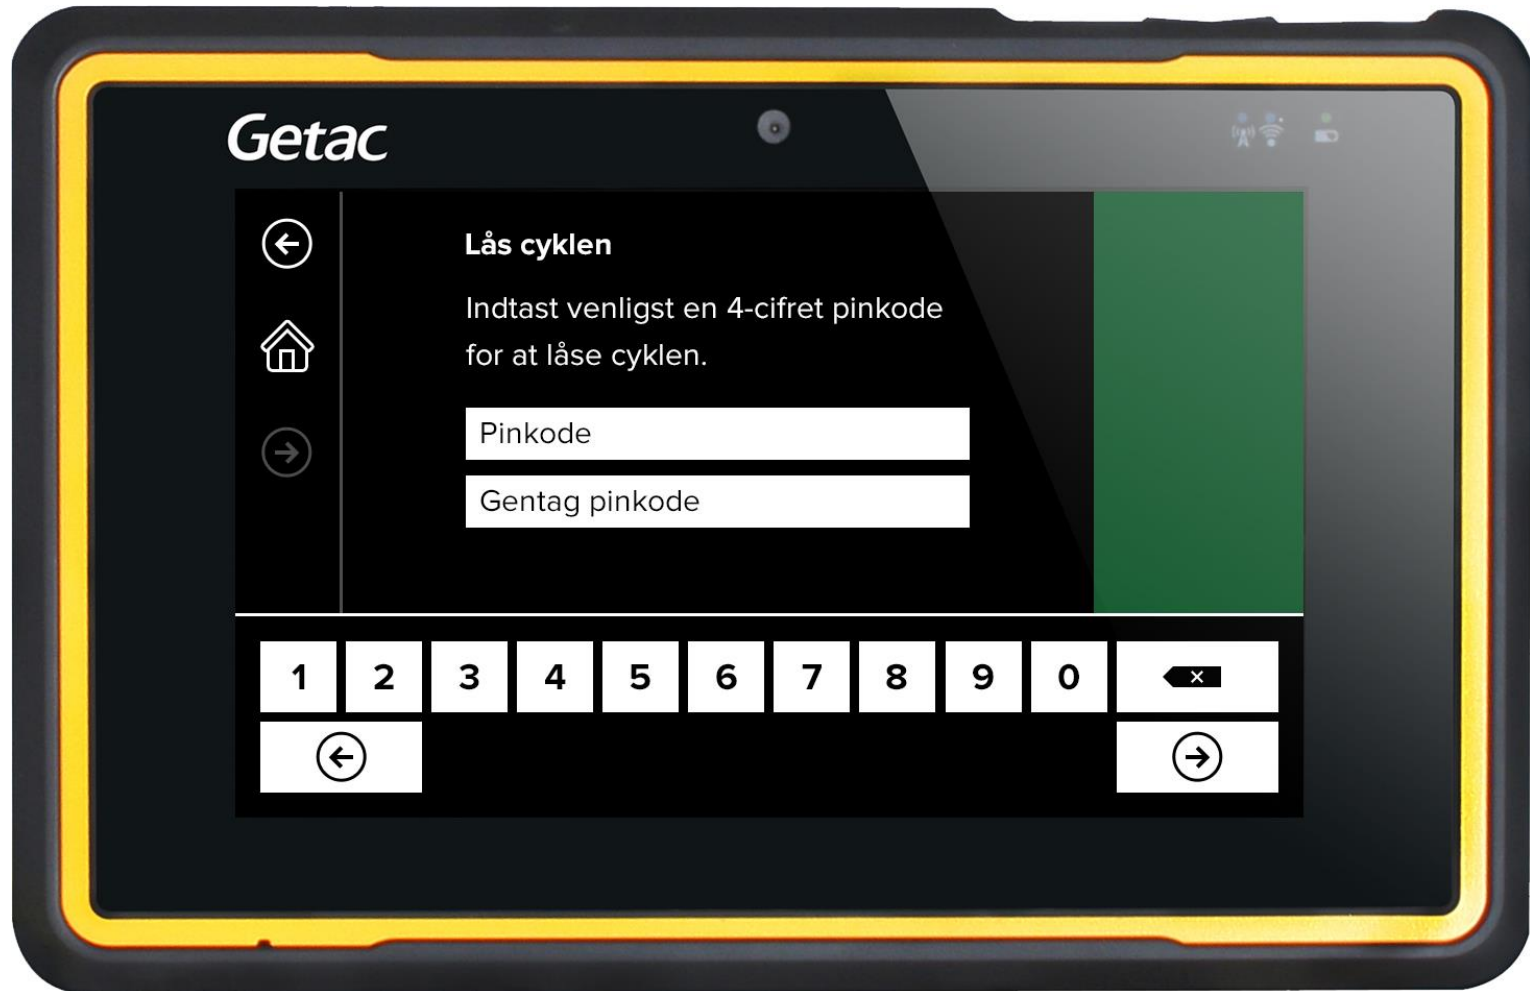 Getac
Lås cyklen
Indtast venligst en 4-cifret pinkode
for at låse cyklen.
Pinkode
Gentag pinkode
1 2 3 4 5 6 7 8 9 0